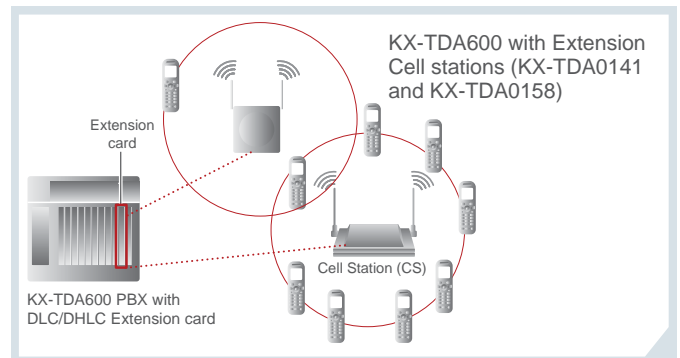 KX-TDA600 with Extension
Cell stations (KX-TDA0141
and KX-TDA0158)
Extension
card
Cell Station (CS)
KX-TDA600 PBX with
DLC/DHLC Extension card